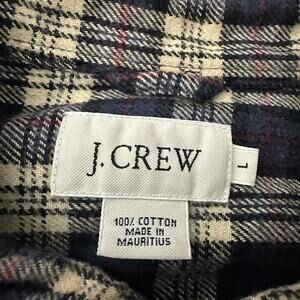 J. CREW
L
100% COTTON
MADE IN
MAURITIUS